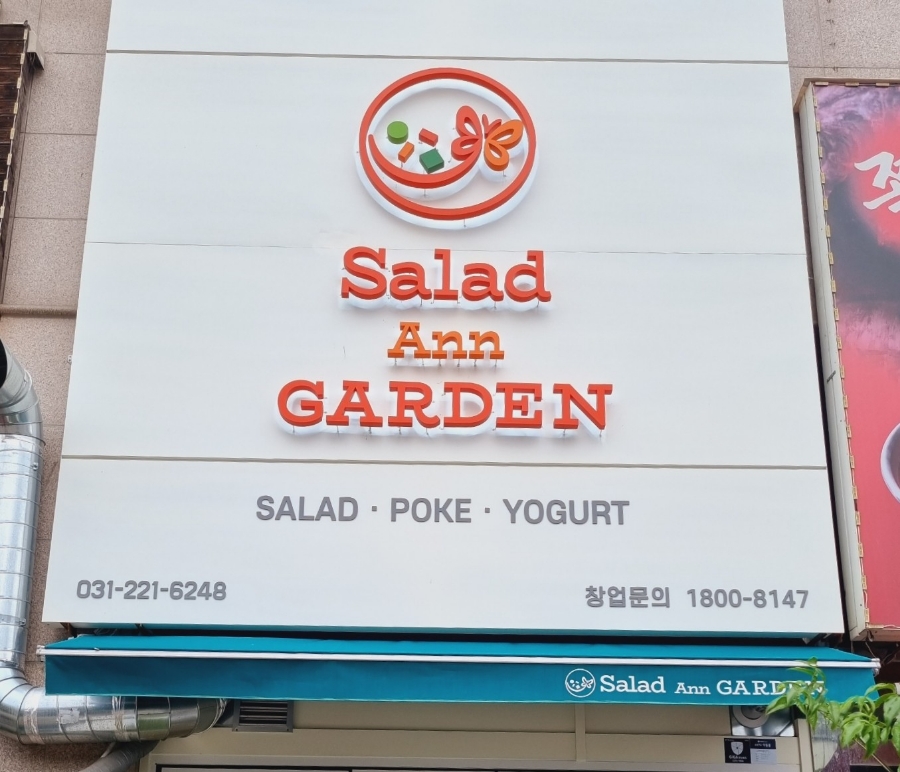 Salad
Ann
GARDEN
SALAD · POKE · YOGURT
031-221-6248
창업문의 1800-8147
Salad Ann GARDEN